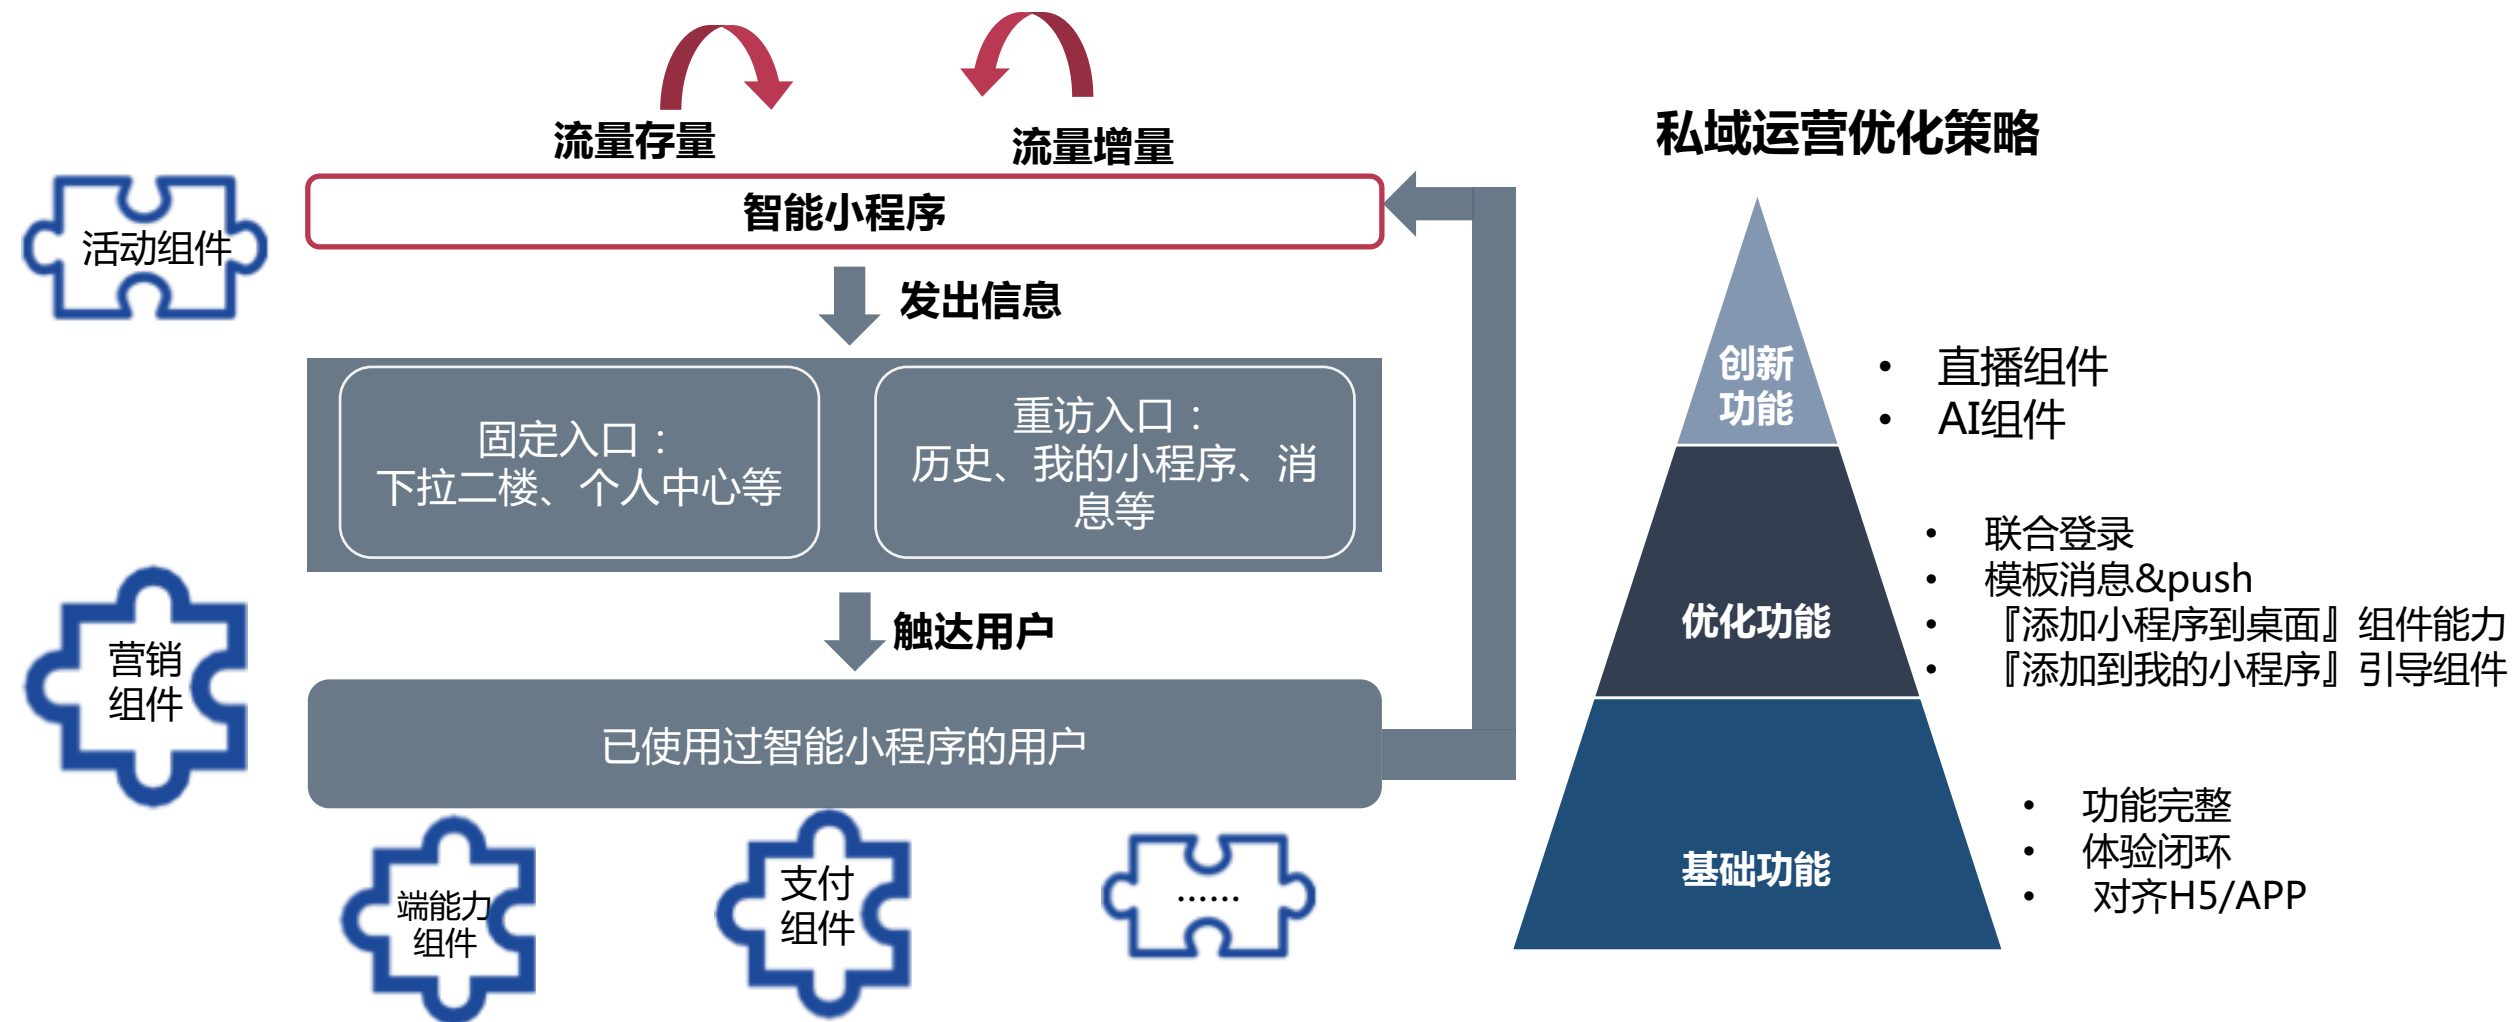 流量存量
流量增量
智能小程序
活动组件
发出信息
固定入口：
下拉二楼、个人中心等
重访入口：
历史、我的小程序、消
息等
触达用户
营销
组件
已使用过智能小程序的用户
端能力
组件
支付
组件
......
私域运营优化策略
创新
功能
• 直播组件
• AI组件
优化功能
• 联合登录
• 模板消息&push
• 『添加小程序到桌面』组件能力
• 『添加到我的小程序』引导组件
基础功能
• 功能完整
• 体验闭环
• 对齐H5/APP